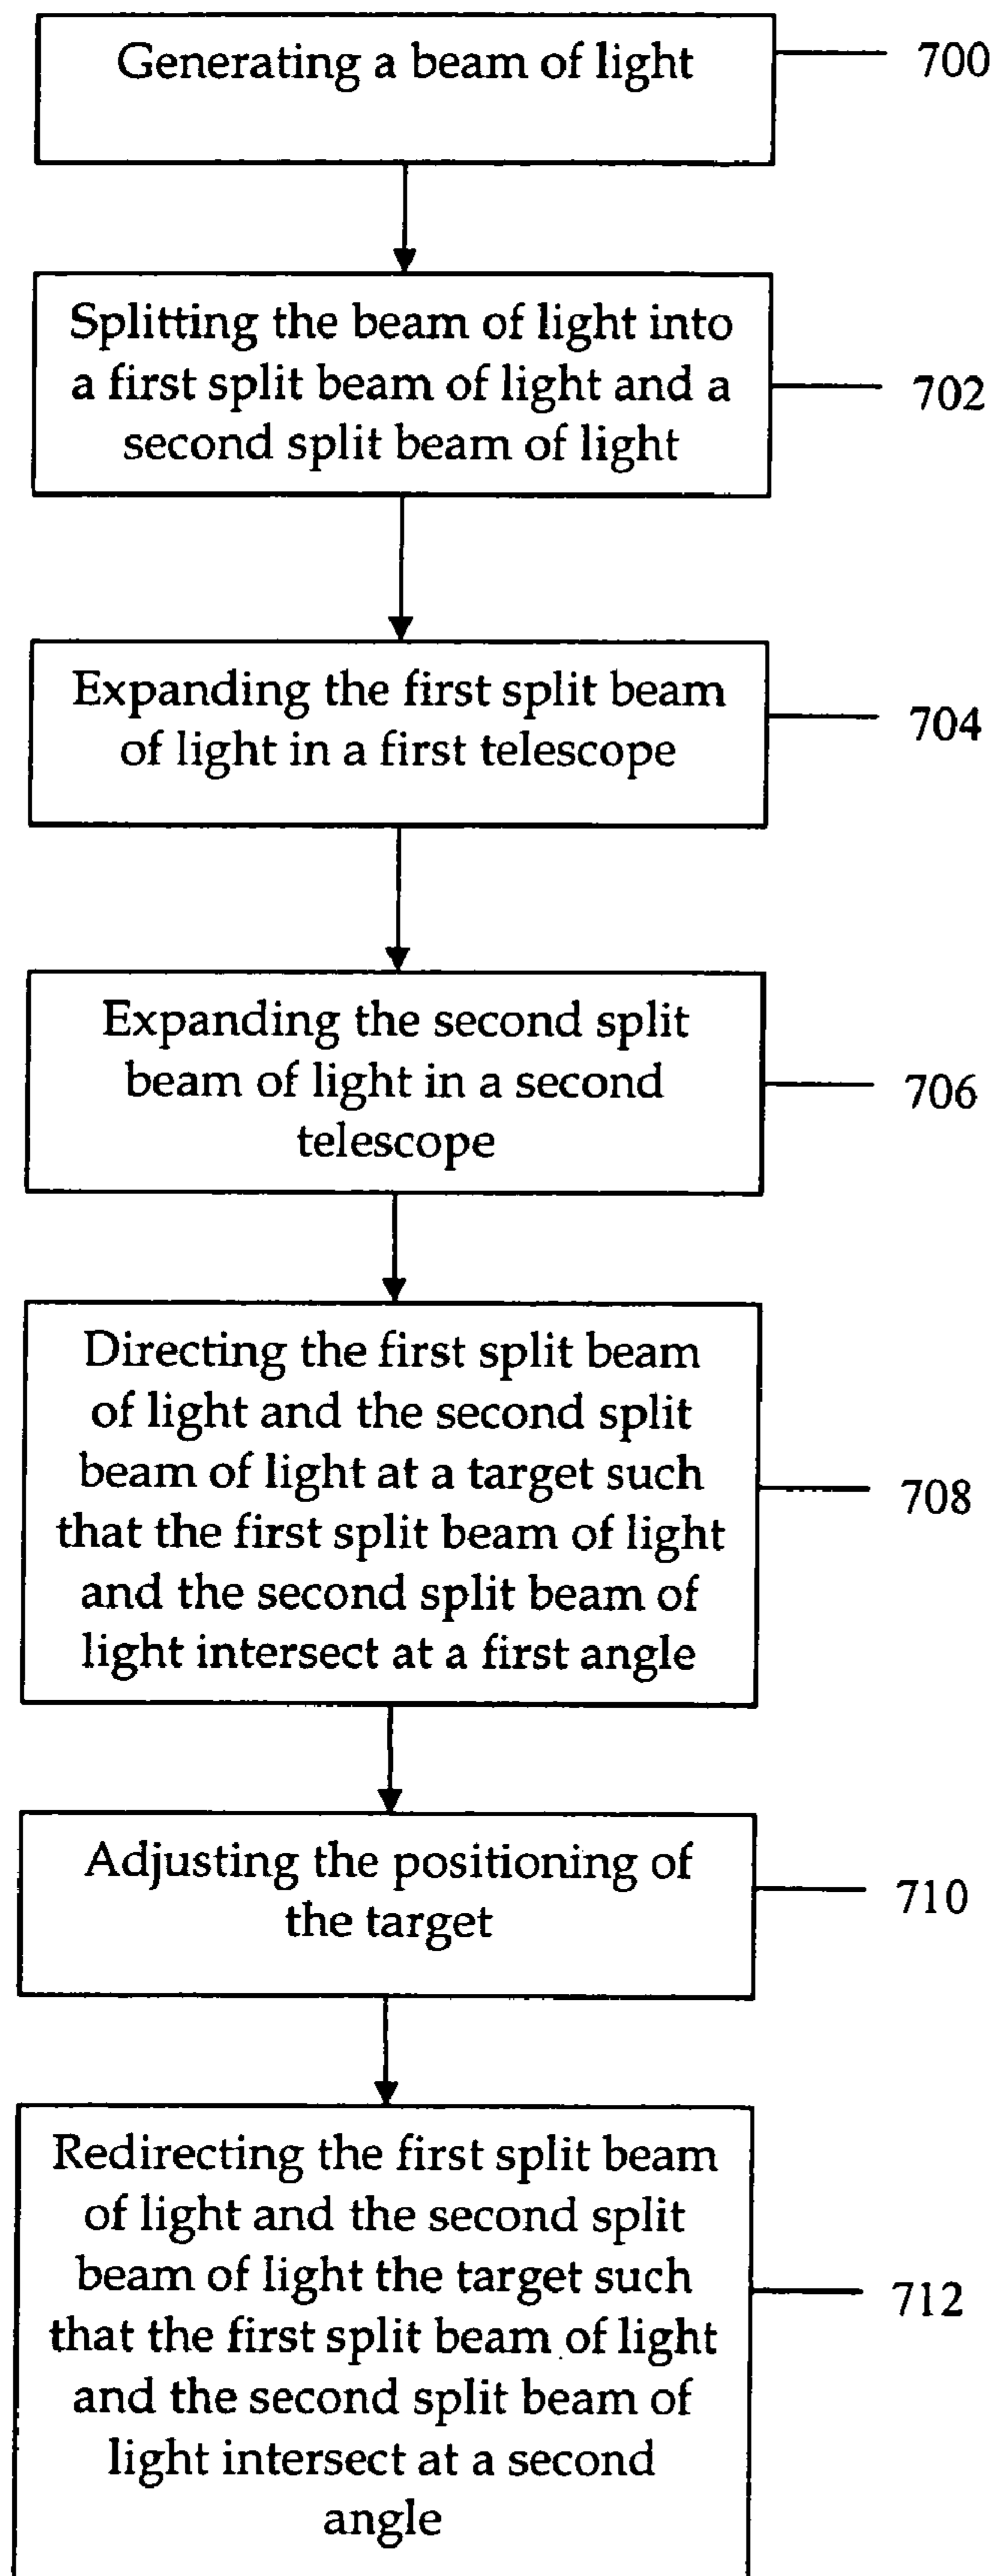 Generating a beam of light
700
Splitting the beam of light into
a first split beam of light and a
second split beam of light
702
Expanding the first split beam
of light in a first telescope
704
Expanding the second split
beam of light in a second
telescope
706
Directing the first split beam
of light and the second split
beam of light at a target such
that the first split beam of light
and the second split beam of
light intersect at a first angle
708
Adjusting the positioning of
the target
710
Redirecting the first split beam
of light and the second split
beam of light the target such
that the first split beam of light
and the second split beam of
light intersect at a second
angle
712